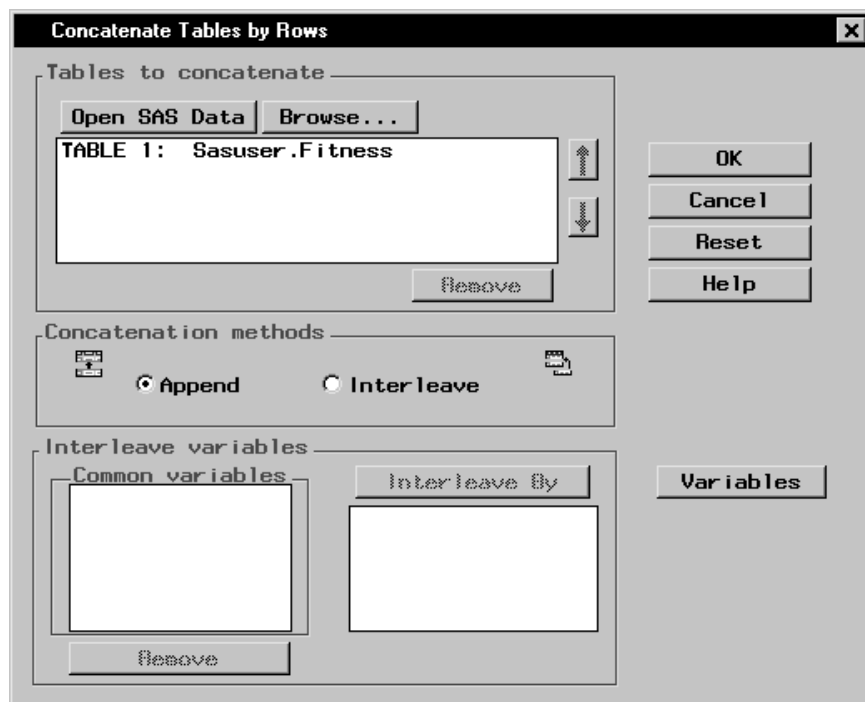 Concatenate Tables by Rows
Tables to concatenate
Open SAS Data Browse...
TABLE 1: Sasuser.Fitness
OK
Cancel
Reset
Remove
Help
Concatenation methods
Append Interleave
Interleave variables
Common variables
Interleave By
Variables
Remove